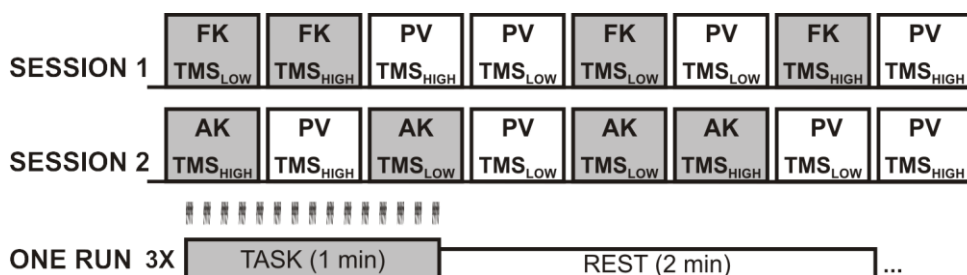 FK FK PV PV FK PV FK PV
SESSION 1 TMSLOW TMSHIGH TMSHIGH TMSLOW TMSLOW TMSLOW TMSHIGH TMSHIGH
AK PV AK PV AK AK PV PV
SESSION 2 TMSHIGH TMSHIGH TMSLOW TMSLOW TMSLOW TMSHIGH TMSLOW TMSHIGH
ONE RUN 3X TASK (1 min) REST (2 min) ...